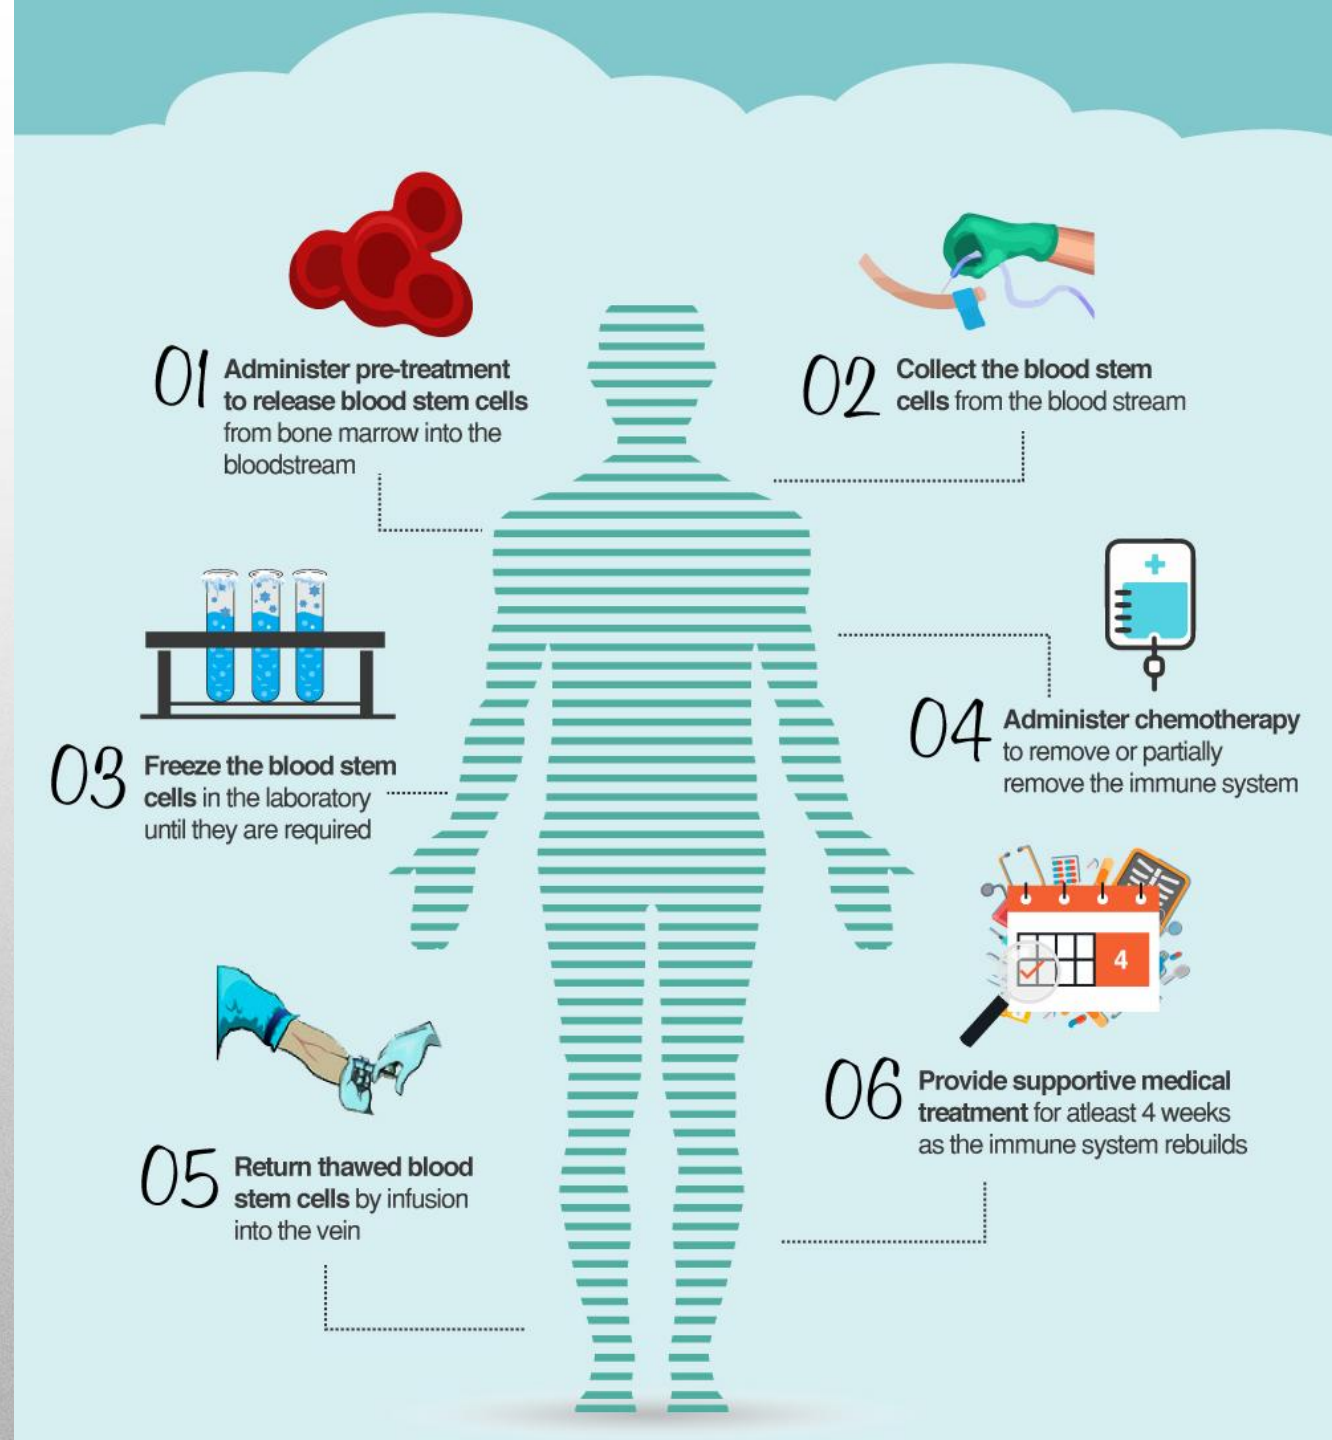 01
Administer pre-treatment
to release blood stem cells
from bone marrow into the
bloodstream
02
Collect the blood stem
cells from the blood stream
03
Freeze the blood stem
cells in the laboratory
until they are required
04
Administer chemotherapy
to remove or partially
remove the immune system
05
Return thawed blood
stem cells by infusion
into the vein
4
06
Provide supportive medical
treatment for atleast 4 weeks
as the immune system rebuilds